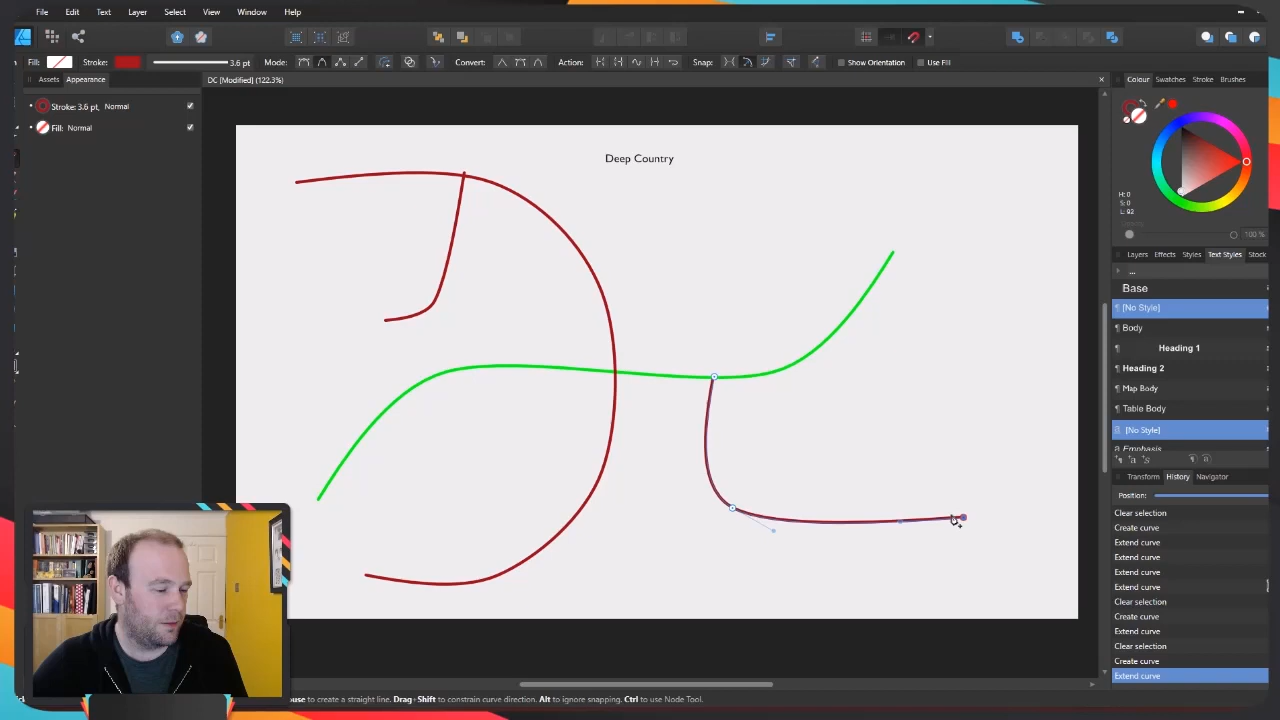 File Edit Text Layer Select View Window Help
Fill: Stroke: 3.6 pt Mode: Convert: Action: Snap: Show Orientation Use Fill
Assets Appearance
DC [Modified] (122.3%)
Colour Swatches Stroke Brushes
Stroke: 3.6 pt, Normal
Fill: Normal
Deep Country
H: 0
S: 0
L: 92
100 %
Layers Effects Styles Text Styles Stock
...
Base
[No Style]
Body
Heading 1
Heading 2
Map Body
Table Body
[No Style]
Emphasis
Transform History Navigator
Position:
Clear selection
Create curve
Extend curve
Extend curve
Extend curve
Extend curve
Clear selection
Create curve
Extend curve
Clear selection
Create curve
Extend curve
to create a straight line. Drag+Shift to constrain curve direction. Alt to ignore snapping. Ctrl to use Node Tool.